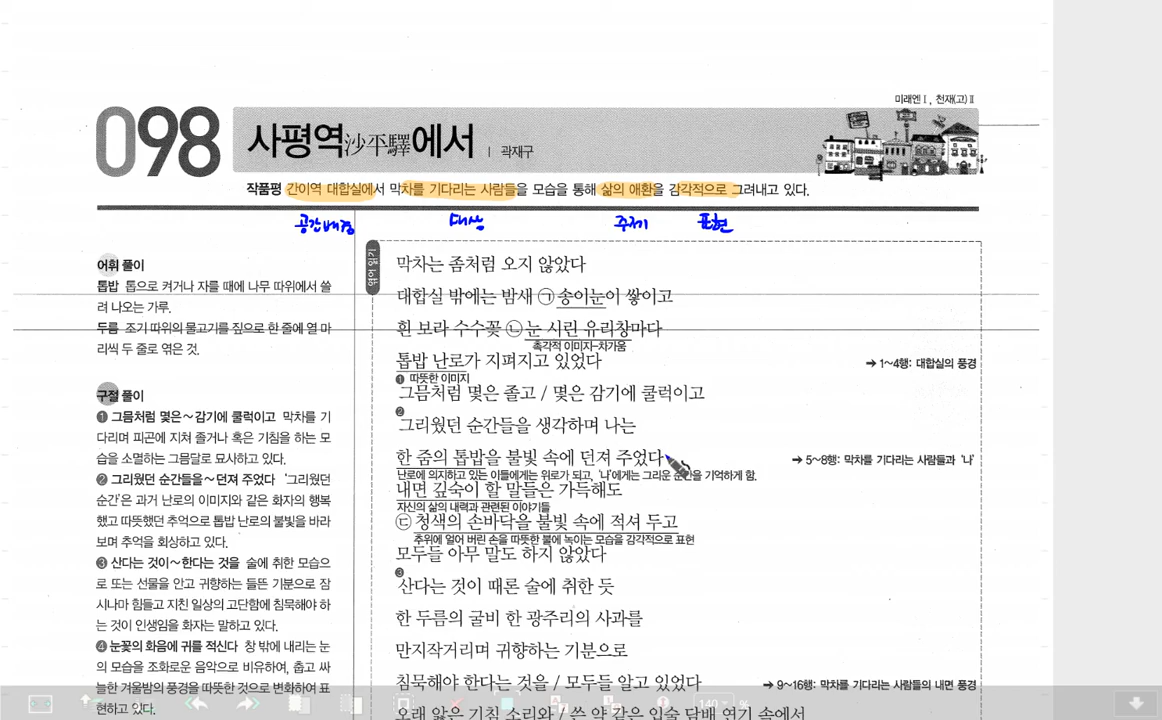 미래엔 Ⅰ, 천재(고) Ⅱ
098 사평역沙平驛에서 | 곽재구
작품평 간이역 대합실에서 막차를 기다리는 사람들을 모습을 통해 삶의 애환을 감각적으로 그려내고 있다.
공간배경 대상 주제 표현
어휘 풀이
톱밥 톱으로 켜거나 자를 때에 나무 따위에서 쓸
려 나오는 가루.
두름 조기 따위의 물고기를 짚으로 한 줄에 열 마
리씩 두 줄로 엮은 것.
구절 풀이
❶ 그믐처럼 몇은~감기에 쿨럭이고 막차를 기
다리며 피곤에 지쳐 졸거나 혹은 기침을 하는 모
습을 소멸하는 그믐달로 묘사하고 있다.
❷ 그리웠던 순간들을~던져 주었다 '그리웠던
순간'은 과거 난로의 이미지와 같은 화자의 행복
했고 따뜻했던 추억으로 톱밥 난로의 불빛을 바라
보며 추억을 회상하고 있다.
❸ 산다는 것이~한다는 것을 술에 취한 모습으
로 또는 선물을 안고 귀향하는 들뜬 기분으로 잠
시나마 힘들고 지친 일상의 고단함에 침묵해야 하
는 것이 인생임을 화자는 말하고 있다.
❹ 눈꽃의 화음에 귀를 적신다 창 밖에 내리는 눈
의 모습을 조화로운 음악으로 비유하여, 춥고 싸
늘한 겨울밤의 풍경을 따뜻한 것으로 변화하여 표
현하고 있다.
엮어 읽기
막차는 좀처럼 오지 않았다
대합실 밖에는 밤새 ㉠송이눈이 쌓이고
흰 보라 수수꽃 ㉡눈 시린 유리창마다
촉각적 이미지-차가움
톱밥 난로가 지펴지고 있었다
➔ 1~4행: 대합실의 풍경
❶ 따뜻한 이미지
그믐처럼 몇은 졸고 / 몇은 감기에 쿨럭이고
❷
그리웠던 순간들을 생각하며 나는
한 줌의 톱밥을 불빛 속에 던져 주었다
➔ 5~8행: 막차를 기다리는 사람들과 '나'
난로에 의지하고 있는 이들에게는 위로가 되고, '나'에게는 그리운 순간을 기억하게 함.
내면 깊숙이 할 말들은 가득해도
자신의 삶의 내력과 관련된 이야기들
㉢청색의 손바닥을 불빛 속에 적셔 두고
추위에 얼어 버린 손을 따뜻한 불에 녹이는 모습을 감각적으로 표현
모두들 아무 말도 하지 않았다
❸
산다는 것이 때론 술에 취한 듯
한 두름의 굴비 한 광주리의 사과를
만지작거리며 귀향하는 기분으로
침묵해야 한다는 것을 / 모두들 알고 있었다
➔ 9~16행: 막차를 기다리는 사람들의 내면 풍경
오래 앓은 기침 소리와 / 쓴 약 같은 입술 담배 연기 속에서
140 %